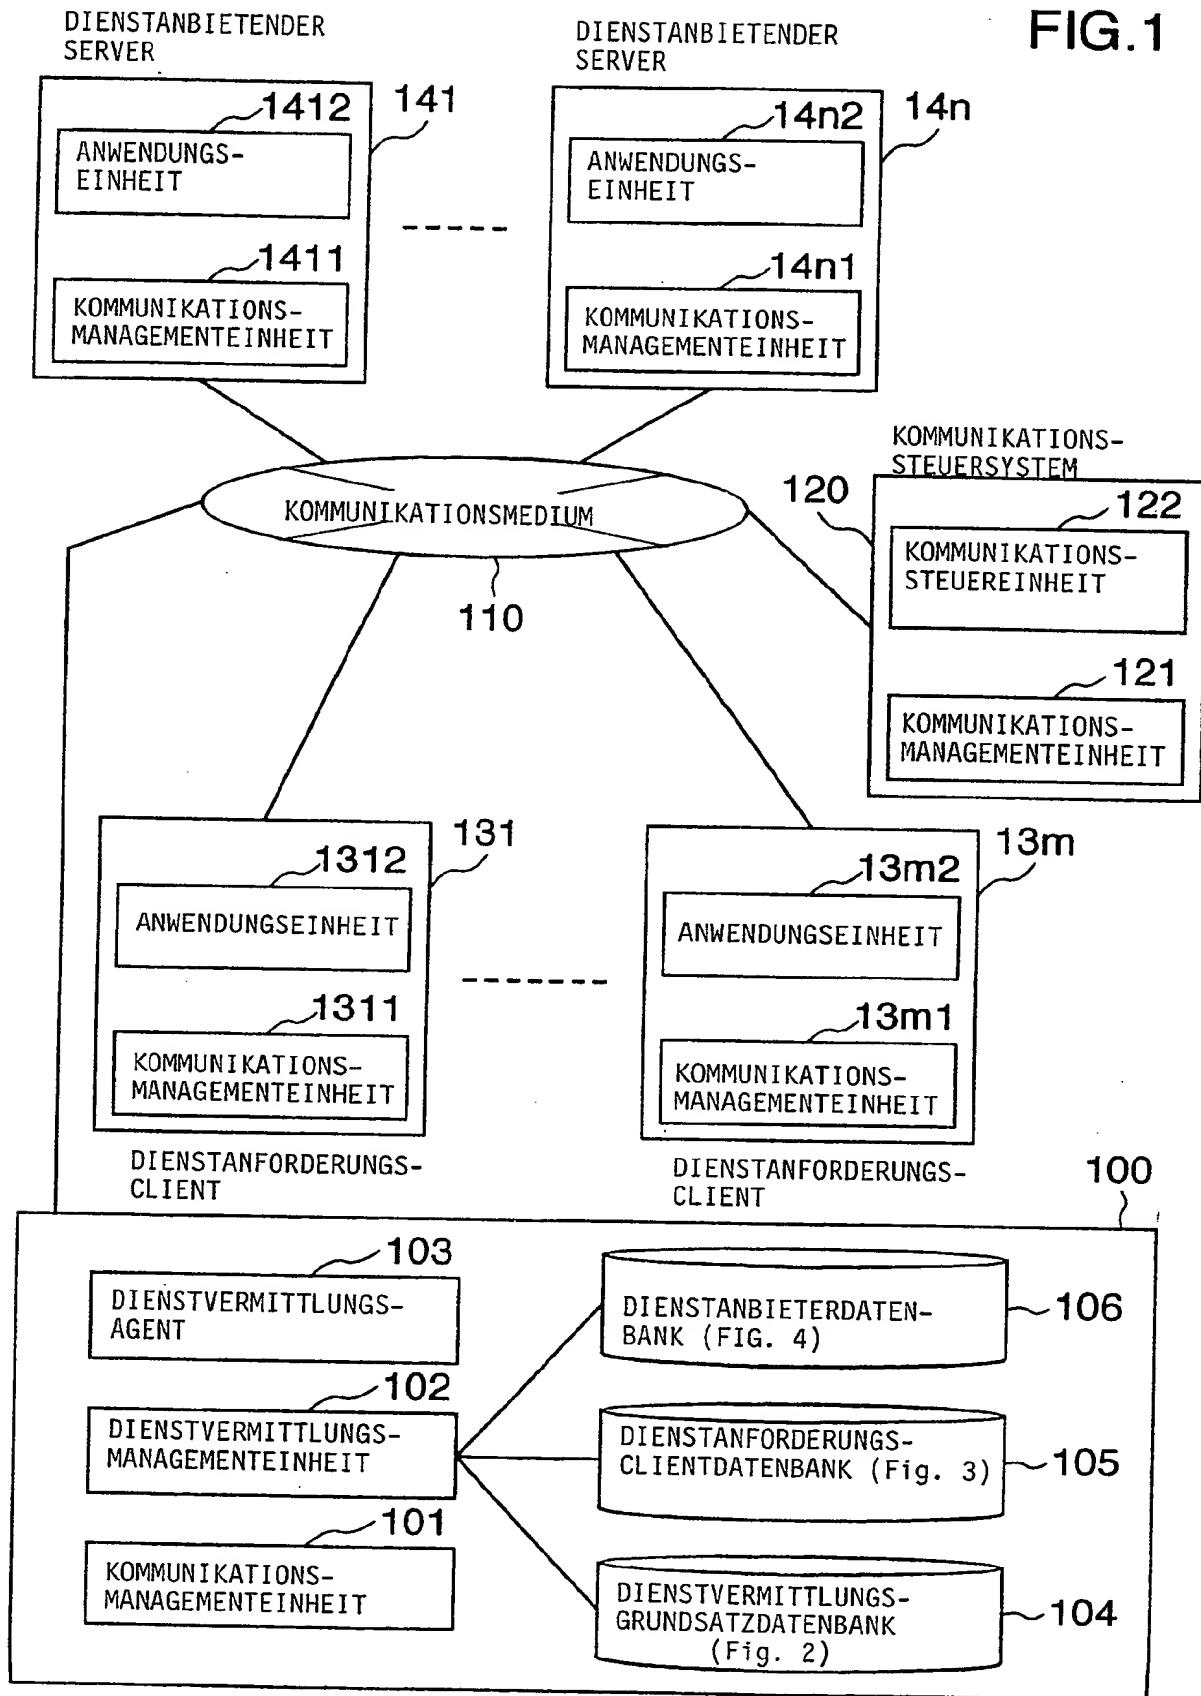 FIG.1
DIENSTANBIETENDER
SERVER
141
1412
ANWENDUNGS-
EINHEIT
1411
KOMMUNIKATIONS-
MANAGEMENTEINHEIT
DIENSTANBIETENDER
SERVER
14n
14n2
ANWENDUNGS-
EINHEIT
14n1
KOMMUNIKATIONS-
MANAGEMENTEINHEIT
KOMMUNIKATIONSMEDIUM
110
KOMMUNIKATIONS-
STEUERSYSTEM
120
122
KOMMUNIKATIONS-
STEUEREINHEIT
121
KOMMUNIKATIONS-
MANAGEMENTEINHEIT
131
1312
ANWENDUNGSEINHEIT
1311
KOMMUNIKATIONS-
MANAGEMENTEINHEIT
DIENSTANFORDERUNGS-
CLIENT
13m
13m2
ANWENDUNGSEINHEIT
13m1
KOMMUNIKATIONS-
MANAGEMENTEINHEIT
DIENSTANFORDERUNGS-
CLIENT
100
103
DIENSTVERMITTLUNGS-
AGENT
102
DIENSTVERMITTLUNGS-
MANAGEMENTEINHEIT
101
KOMMUNIKATIONS-
MANAGEMENTEINHEIT
DIENSTANBIETERDATEN-
BANK (FIG. 4)
106
DIENSTANFORDERUNGS-
CLIENTDATENBANK (Fig. 3)
105
DIENSTVERMITTLUNGS-
GRUNDSATZDATENBANK
(Fig. 2)
104